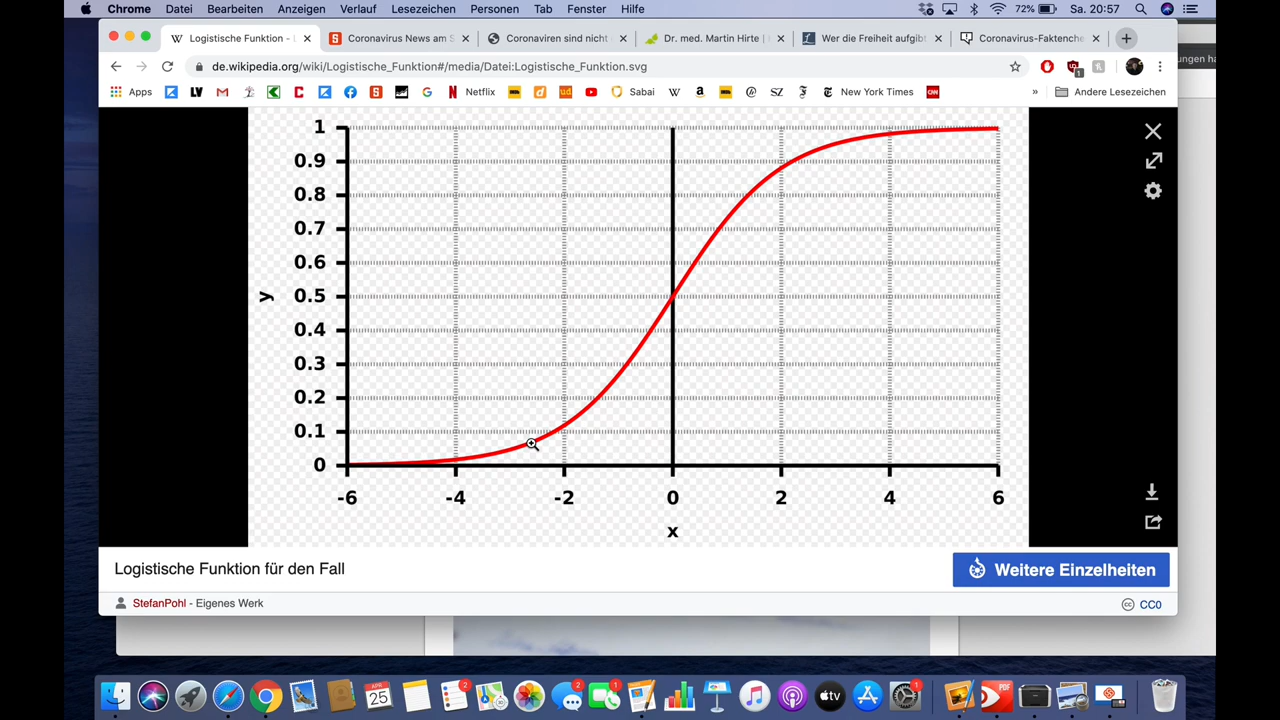 Chrome Datei Bearbeiten Anzeigen Verlauf Lesezeichen Personen Tab Fenster Hilfe 72% Sa. 20:57
Logistische Funktion - Coronavirus News am S Coronaviren sind nicht Dr. med. Martin Hirte Wer die Freiheit aufgibt Coronavirus-Faktenche
de.wikipedia.org/wiki/Logistische_Funktion#/media/Datei:Logistische_Funktion.svg
ungen ha
Apps Netflix Sabai New York Times » Andere Lesezeichen
1
0.9
0.8
0.7
0.6
0.5
y
0.4
0.3
0.2
0.1
0
-6 -4 -2 0 2 4 6
x
Logistische Funktion für den Fall
Weitere Einzelheiten
StefanPohl - Eigenes Werk
CC0
APR
25